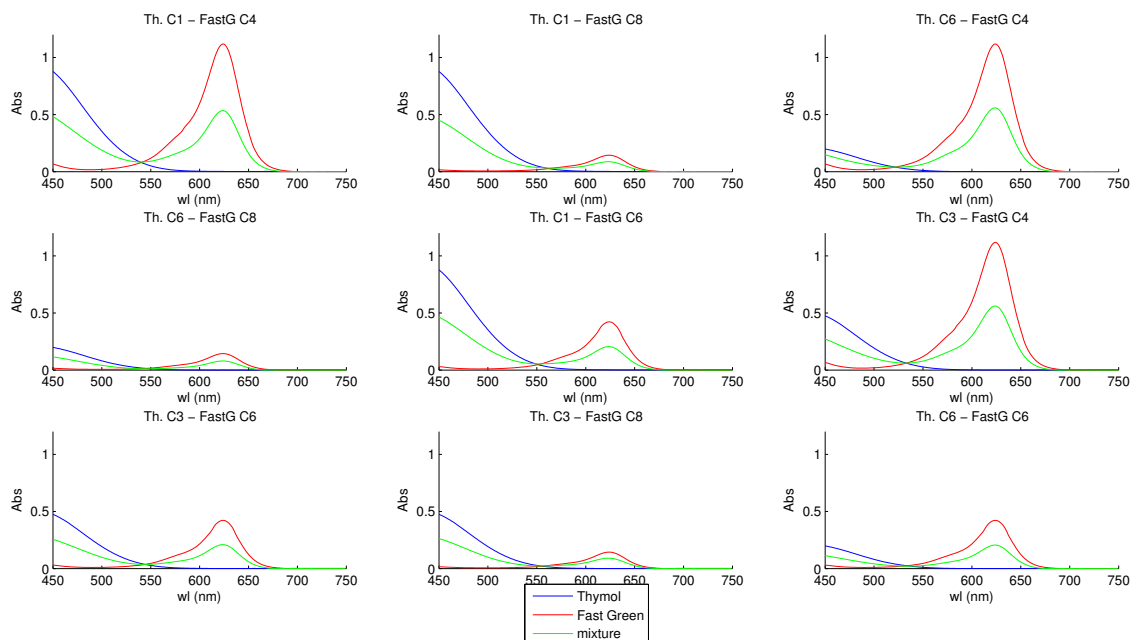 Th. C1 − FastG C4
Th. C1 − FastG C8
Th. C6 − FastG C4
1
0.5
0
Abs
450 500 550 600 650 700 750
wl (nm)
1
0.5
0
Abs
450 500 550 600 650 700 750
wl (nm)
1
0.5
0
Abs
450 500 550 600 650 700 750
wl (nm)
Th. C6 − FastG C8
Th. C1 − FastG C6
Th. C3 − FastG C4
1
0.5
0
Abs
450 500 550 600 650 700 750
wl (nm)
1
0.5
0
Abs
450 500 550 600 650 700 750
wl (nm)
1
0.5
0
Abs
450 500 550 600 650 700 750
wl (nm)
Th. C3 − FastG C6
Th. C3 − FastG C8
Th. C6 − FastG C6
1
0.5
0
Abs
450 500 550 600 650 700 750
wl (nm)
1
0.5
0
Abs
450 500 550 600 650 700 750
1
0.5
0
Abs
450 500 550 600 650 700 750
wl (nm)
Thymol
Fast Green
mixture